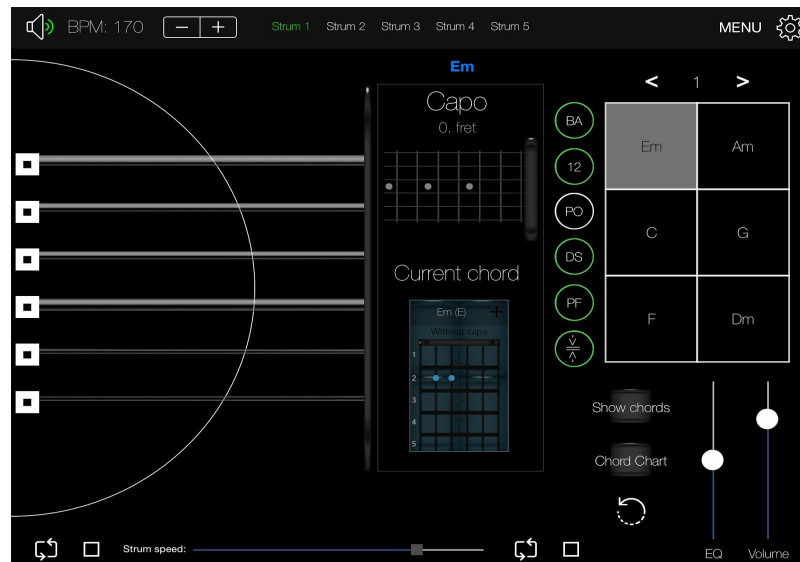 BPM: 170
Strum 1 Strum 2 Strum 3 Strum 4 Strum 5
MENU
Em
Capo
0. fret
Current chord
Em (E)
Without capo
1
2
3
4
5
BA
12
PO
DS
PF
< 1 >
Em Am
C G
F Dm
Show chords
Chord Chart
EQ Volume
Strum speed: